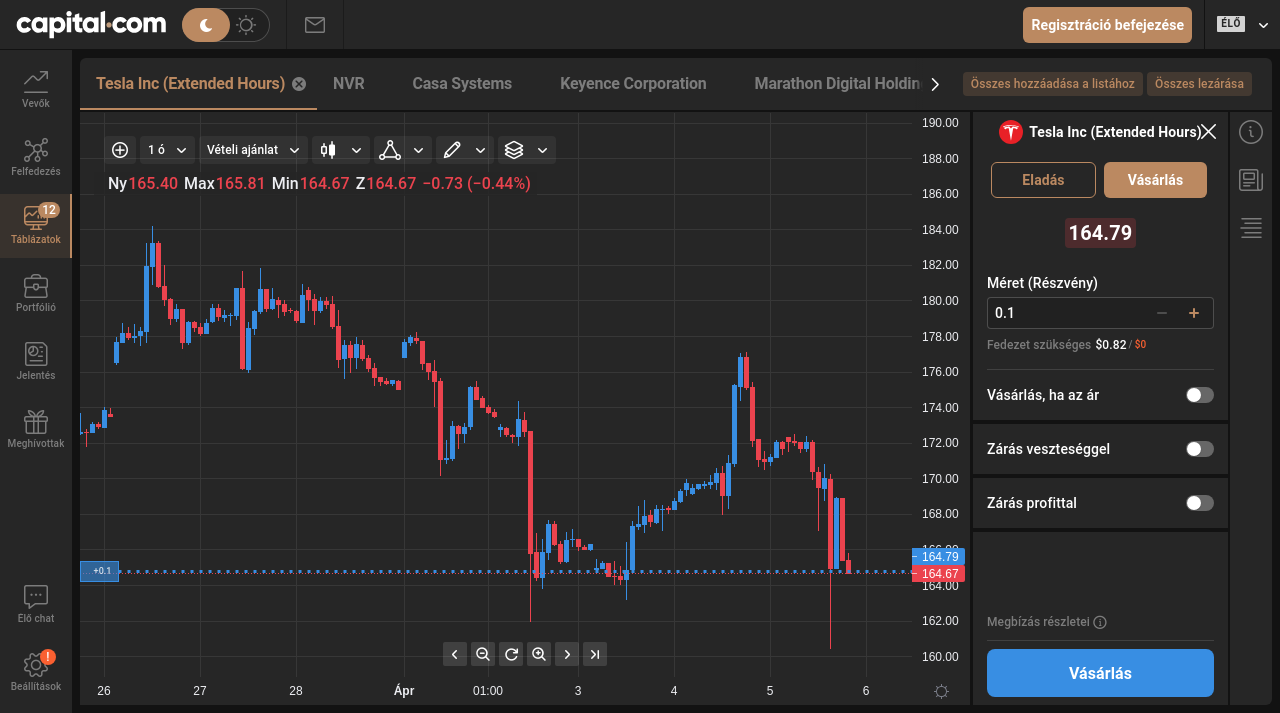 capital.com
Regisztráció befejezése
ÉLŐ
Vevők
Felfedezés
12
Táblázatok
Portfólió
Jelentés
Meghívottak
Élő chat
!
Beállítások
Tesla Inc (Extended Hours)
NVR
Casa Systems
Keyence Corporation
Marathon Digital Holdin
Összes hozzáadása a listához
Összes lezárása
1 ó
Vételi ajánlat
Ny165.40 Max165.81 Min164.67 Z164.67 −0.73 (−0.44%)
190.00
188.00
186.00
184.00
182.00
180.00
178.00
176.00
174.00
172.00
170.00
168.00
166.00
164.79
164.67
164.00
162.00
160.00
+0.1
26
27
28
Ápr
01:00
3
4
5
6
Tesla Inc (Extended Hours)
Eladás
Vásárlás
164.79
Méret (Részvény)
0.1
Fedezet szükséges $0.82 / $0
Vásárlás, ha az ár
Zárás veszteséggel
Zárás profittal
Megbízás részletei
Vásárlás